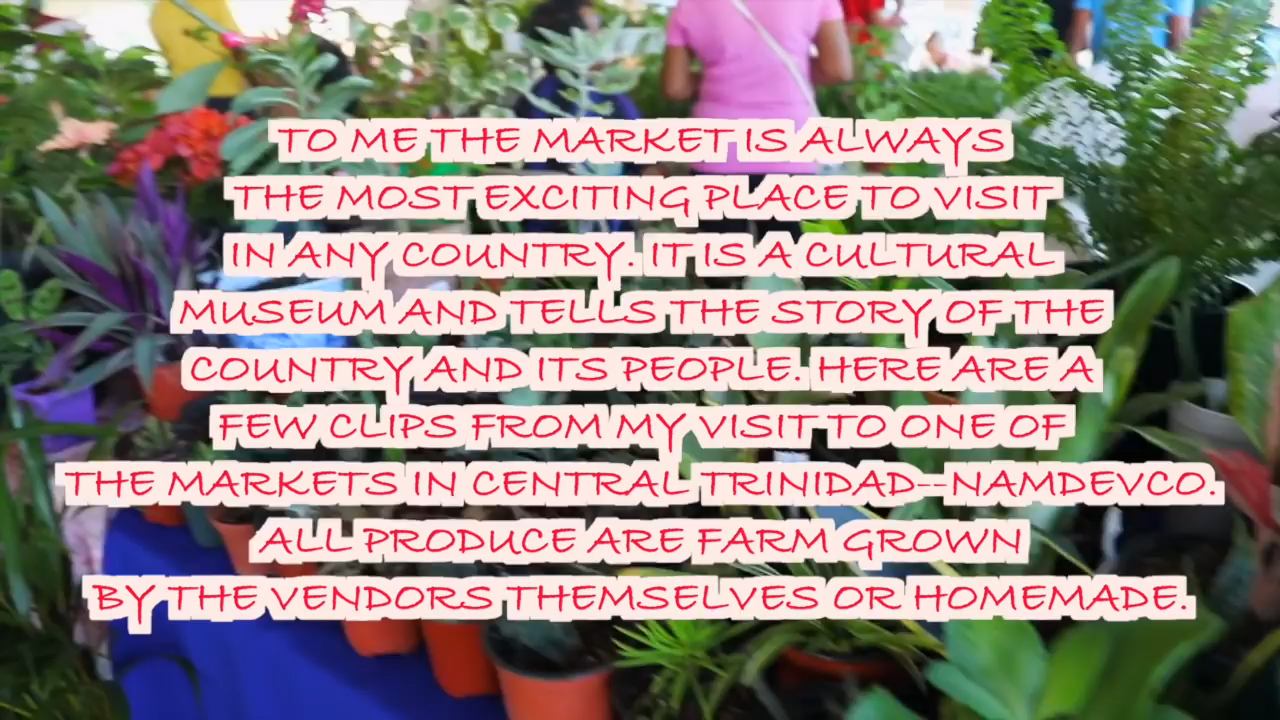 TO ME THE MARKET IS ALWAYS
THE MOST EXCITING PLACE TO VISIT
IN ANY COUNTRY. IT IS A CULTURAL
MUSEUM AND TELLS THE STORY OF THE
COUNTRY AND ITS PEOPLE. HERE ARE A
FEW CLIPS FROM MY VISIT TO ONE OF
THE MARKETS IN CENTRAL TRINIDAD--NAMDEVCO.
ALL PRODUCE ARE FARM GROWN
BY THE VENDORS THEMSELVES OR HOMEMADE.